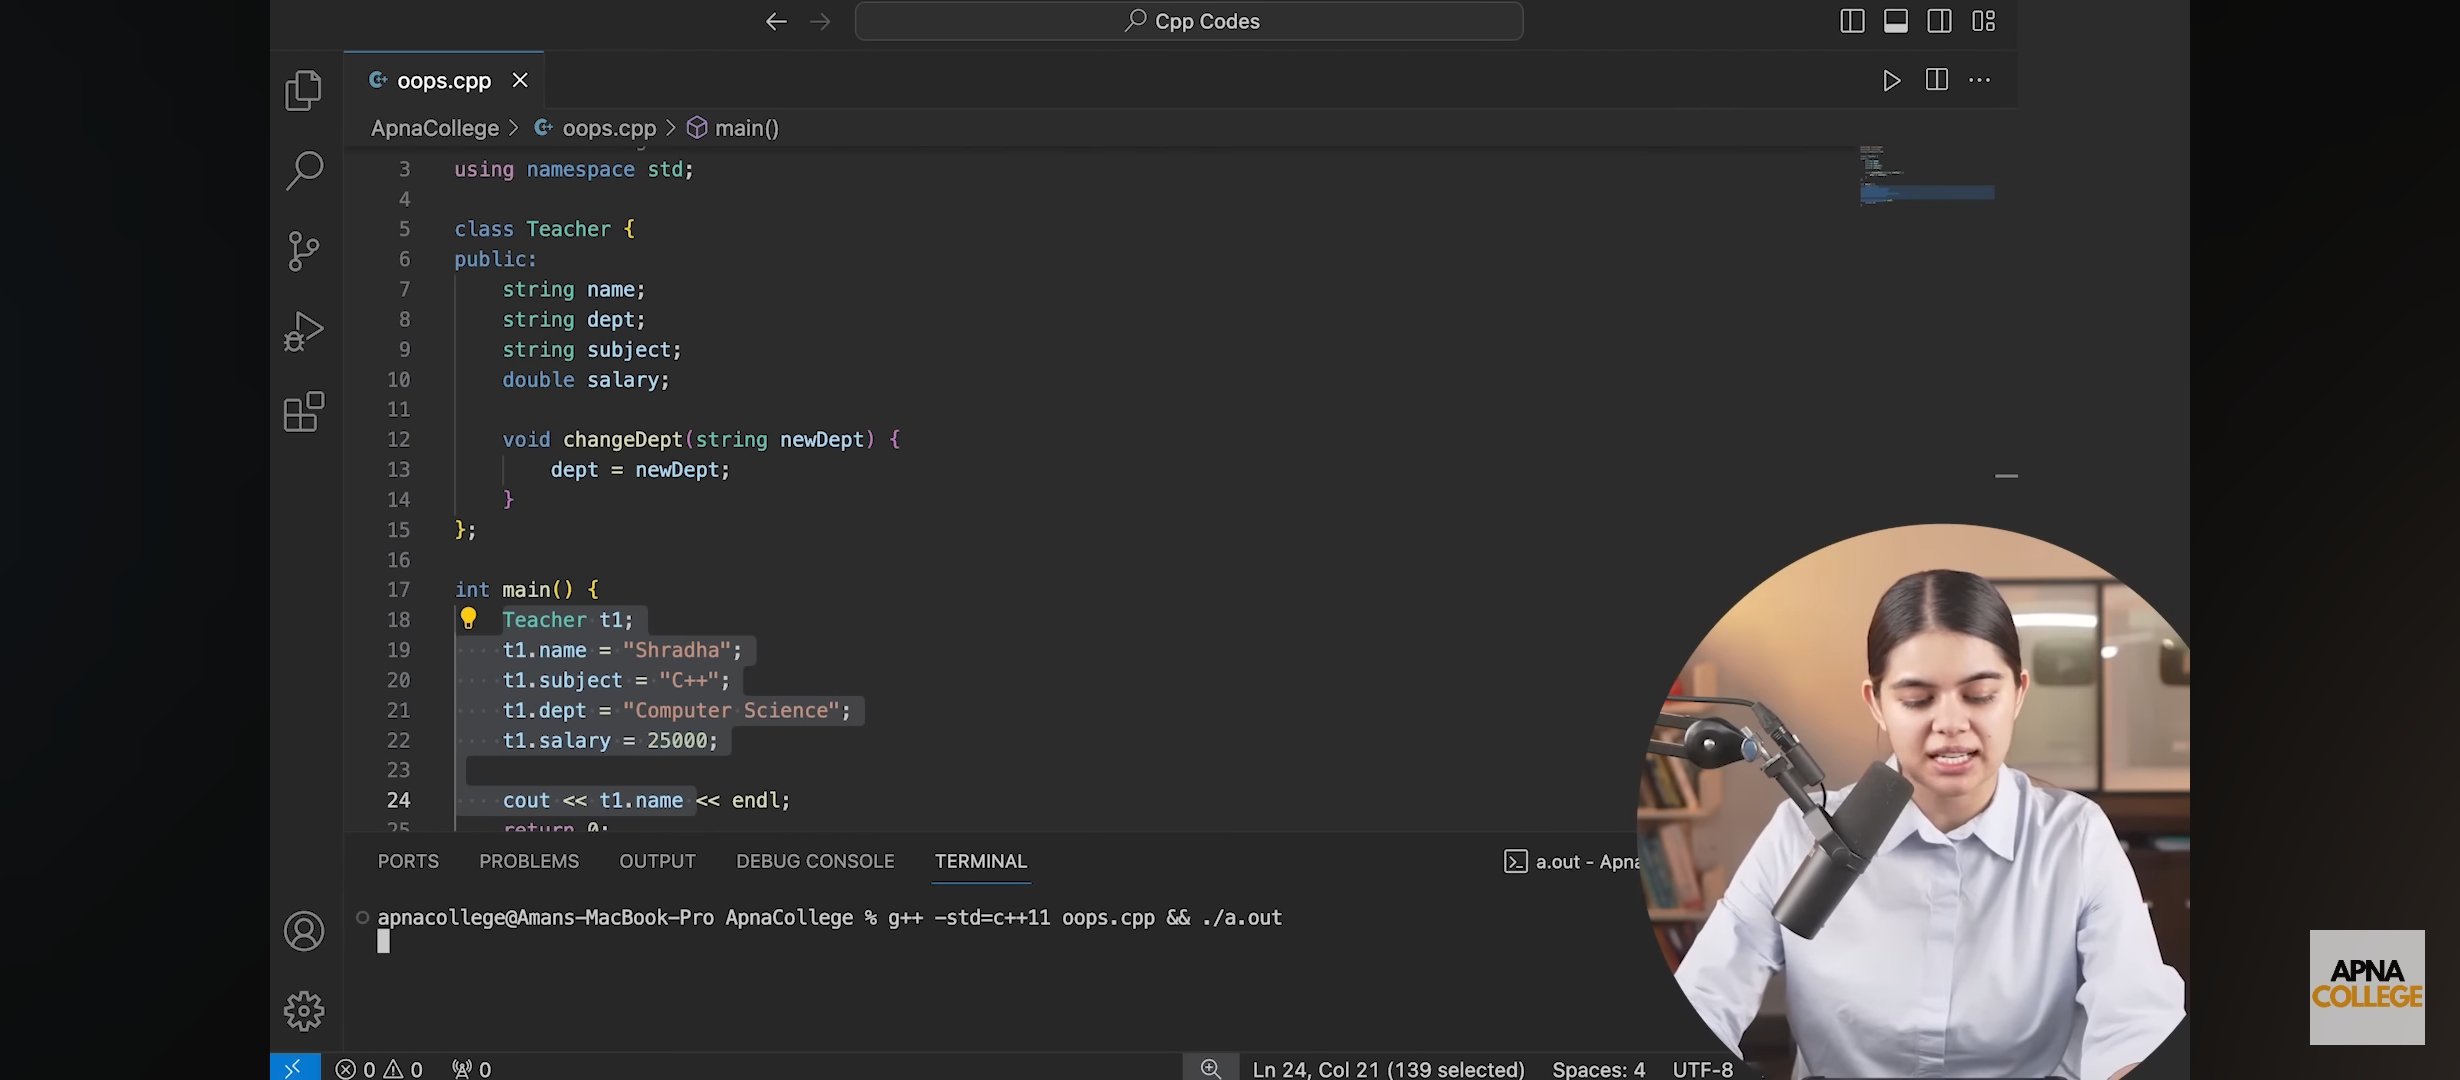 Cpp Codes
oops.cpp
ApnaCollege > oops.cpp > main()
3 using namespace std;
4
5 class Teacher {
6 public:
7 string name;
8 string dept;
9 string subject;
10 double salary;
11
12 void changeDept(string newDept) {
13 dept = newDept;
14 }
15 };
16
17 int main() {
18 Teacher t1;
19 t1.name = "Shradha";
20 t1.subject = "C++";
21 t1.dept = "Computer Science";
22 t1.salary = 25000;
23
24 cout << t1.name << endl;
25 return 0;
PORTS PROBLEMS OUTPUT DEBUG CONSOLE TERMINAL
a.out - Apna
apnacollege@Amans-MacBook-Pro ApnaCollege % g++ -std=c++11 oops.cpp && ./a.out
0 0 0 Ln 24, Col 21 (139 selected) Spaces: 4 UTF-8
APNA
COLLEGE